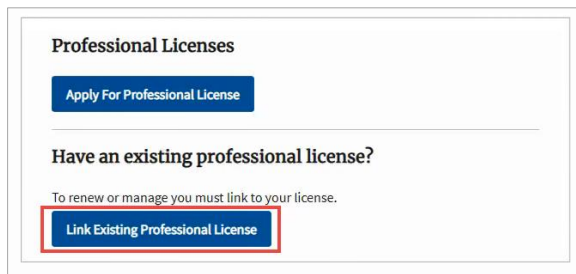 Professional Licenses
Apply For Professional License
Have an existing professional license?
To renew or manage you must link to your license.
Link Existing Professional License